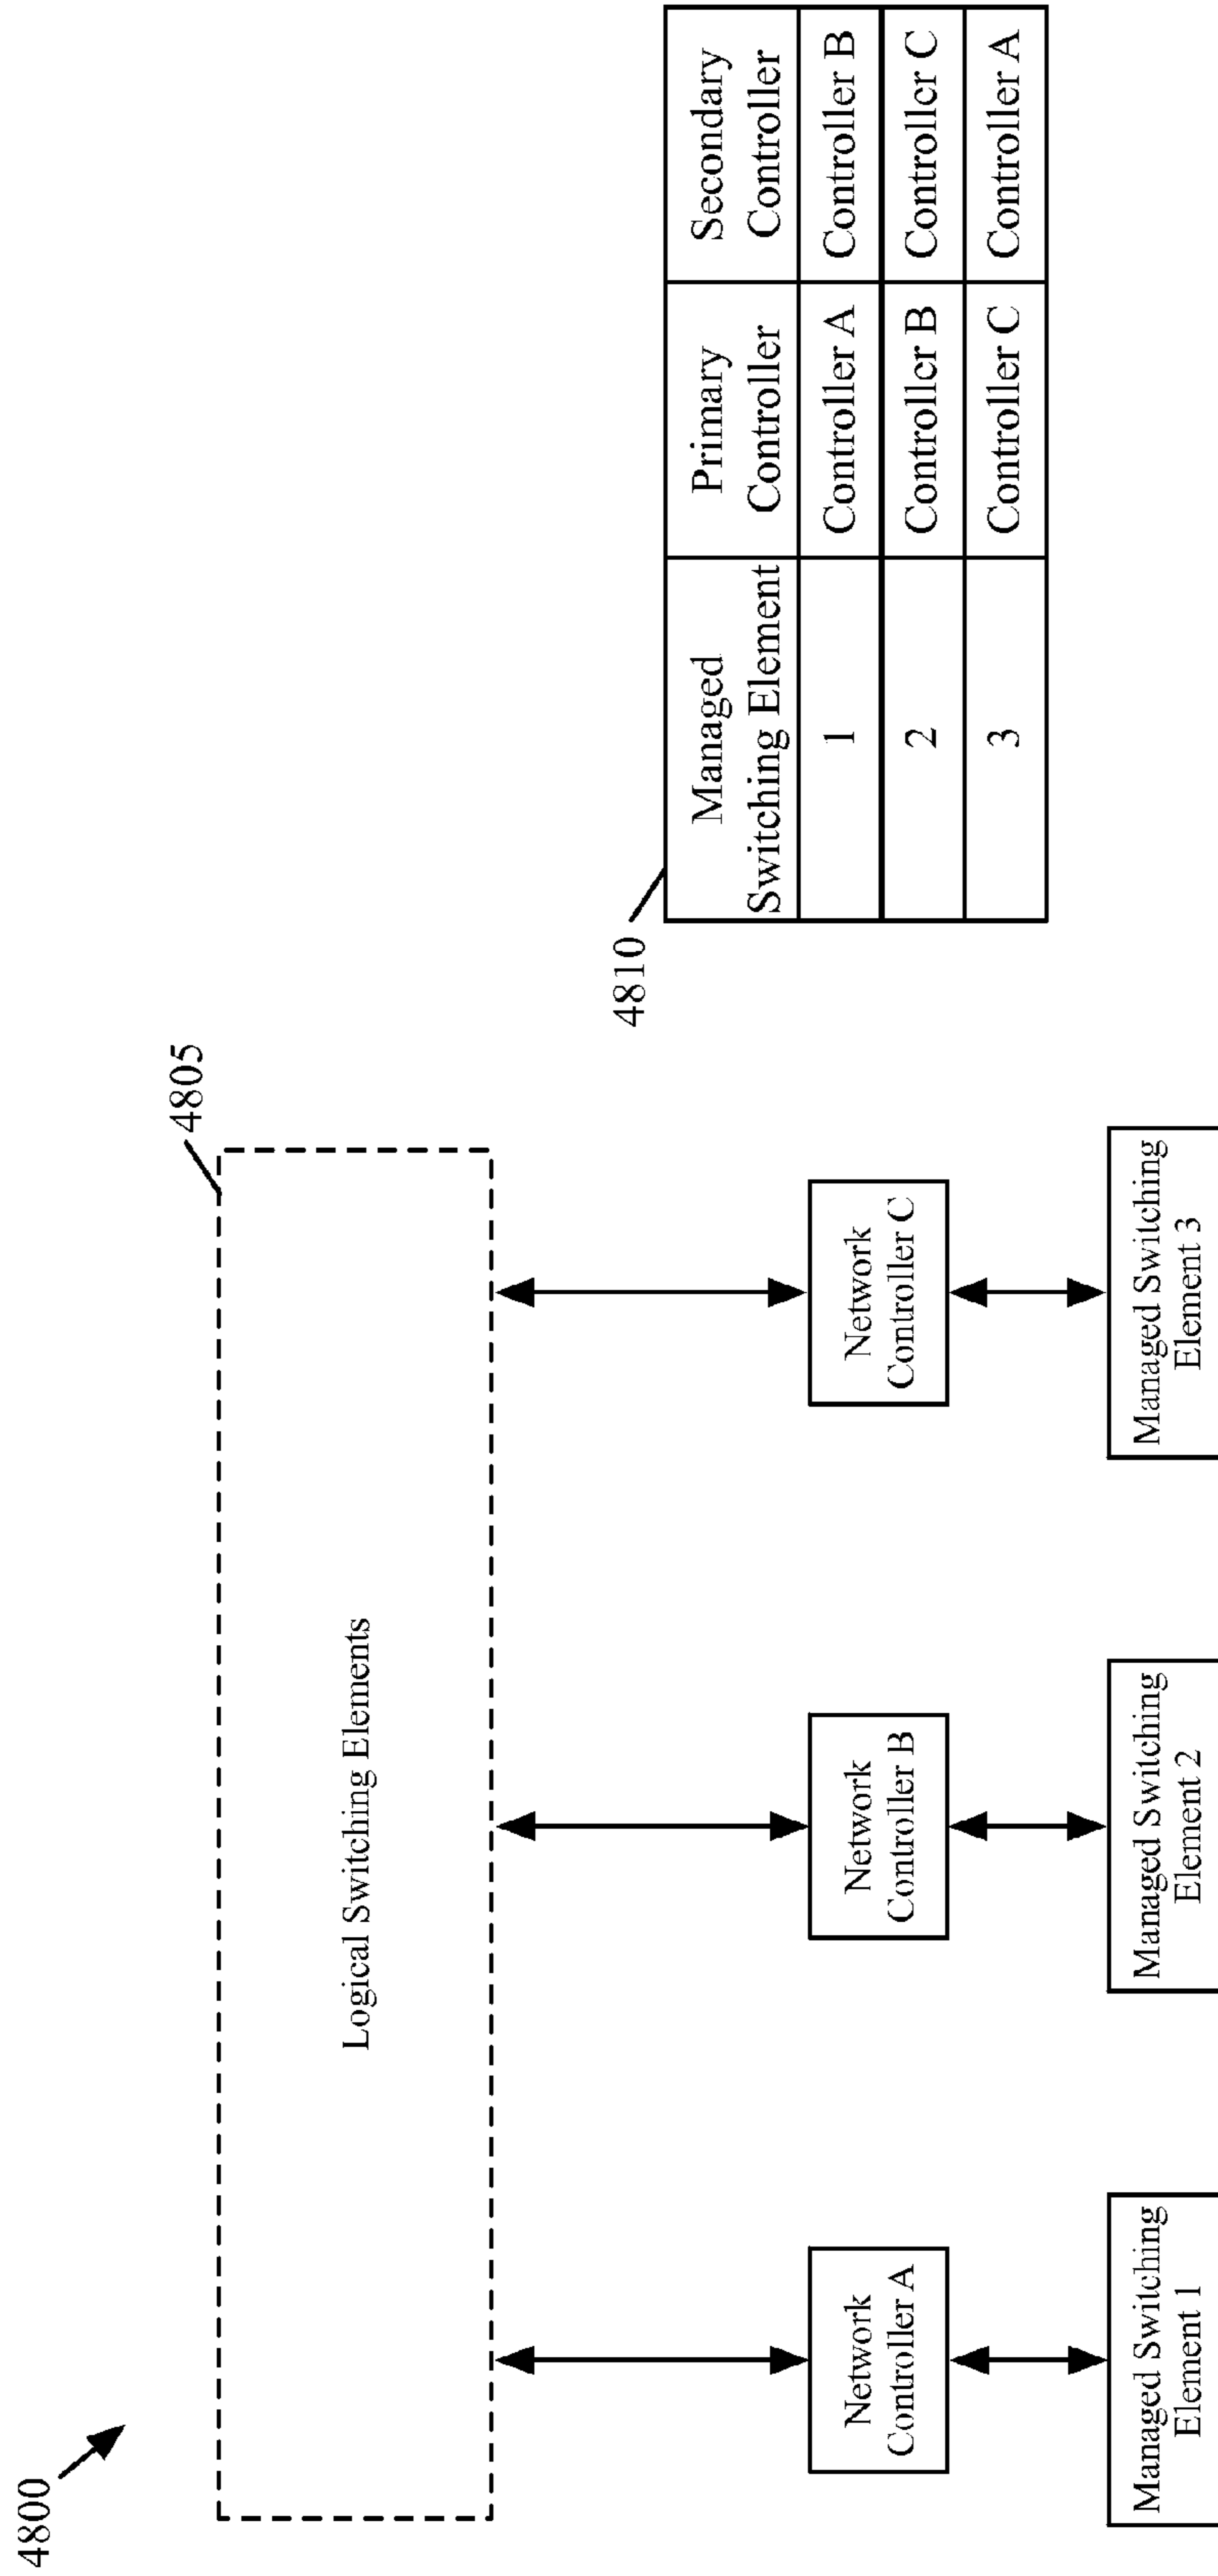 4800
4805
Logical Switching Elements
Network
Controller A
Network
Controller B
Network
Controller C
Managed Switching
Element 1
Managed Switching
Element 2
Managed Switching
Element 3
4810
Managed
Switching Element
Primary
Controller
Secondary
Controller
1
Controller A
Controller B
2
Controller B
Controller C
3
Controller C
Controller A